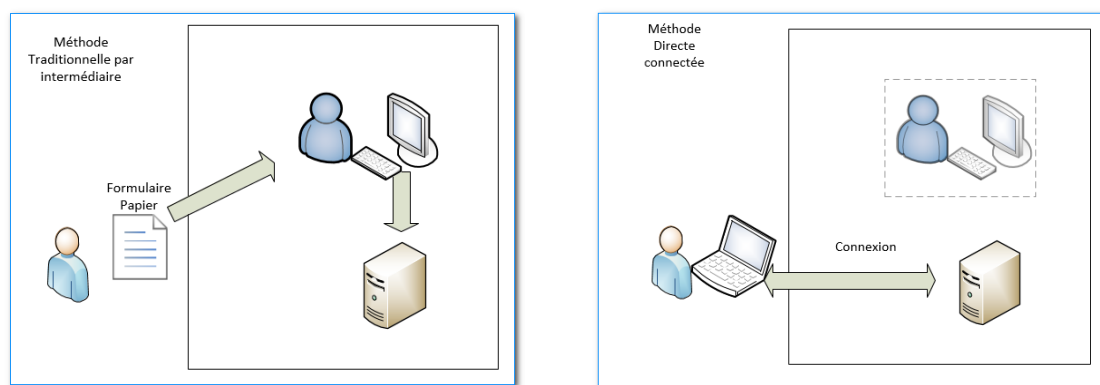 Méthode
Traditionnelle par
intermédiaire
Formulaire
Papier
Méthode
Directe
connectée
Connexion